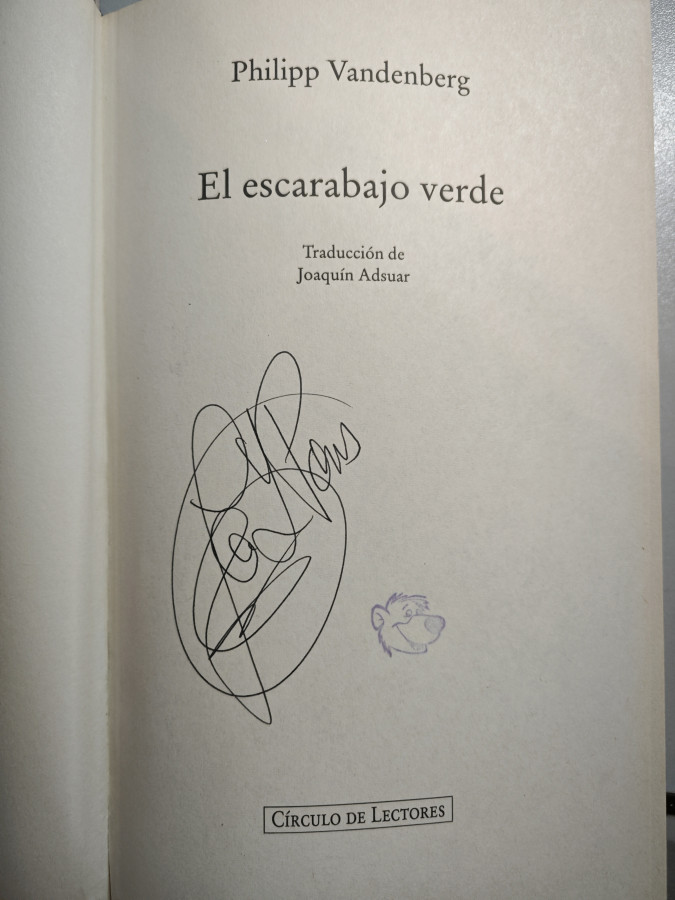 Philipp Vandenberg
El escarabajo verde
Traducción de
Joaquín Adsuar
CÍRCULO DE LECTORES